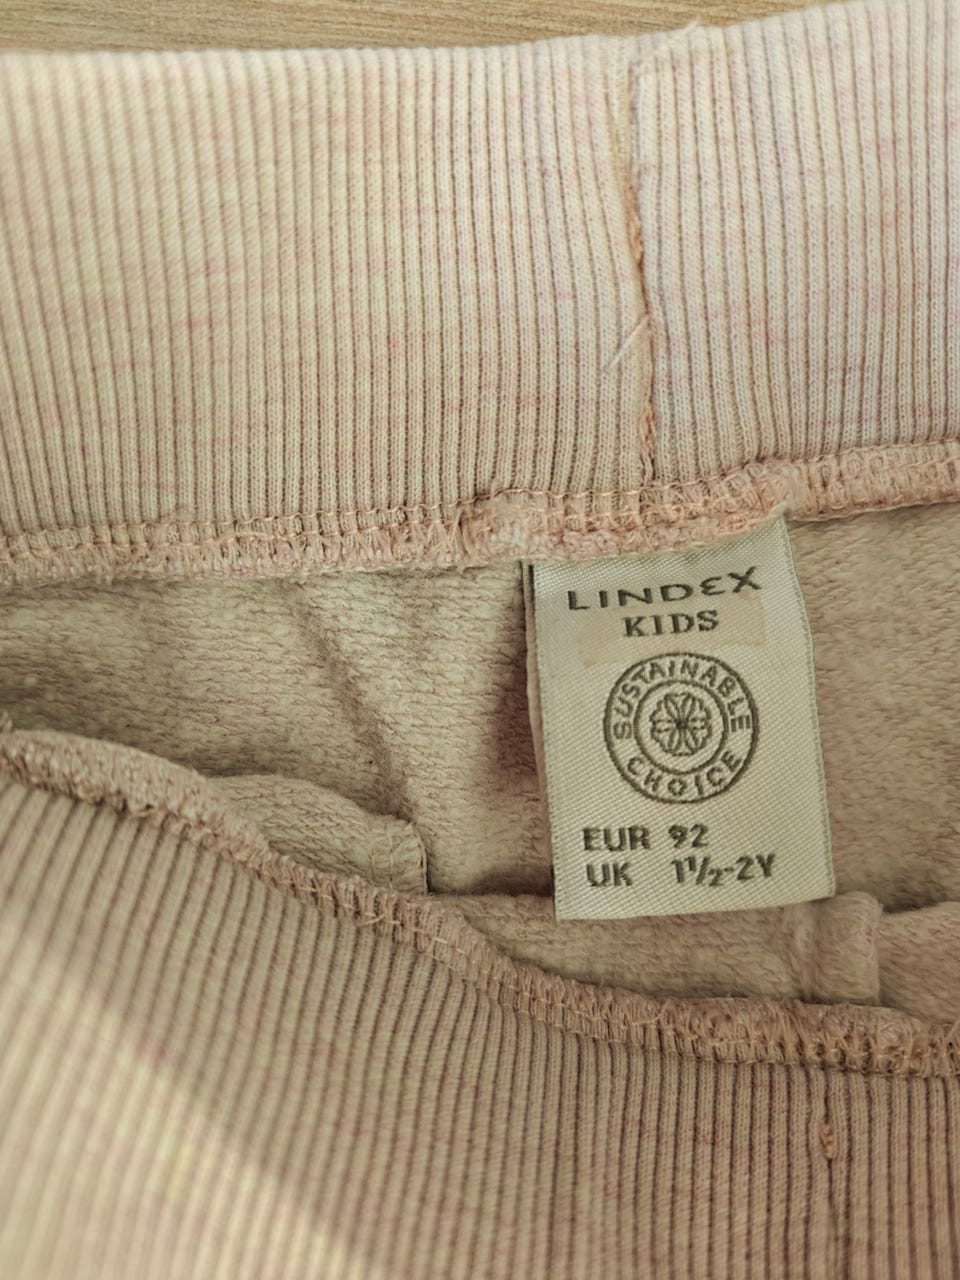 LINDEX
KIDS
SUSTAINABLE
CHOICE
EUR 92
UK 1½-2Y